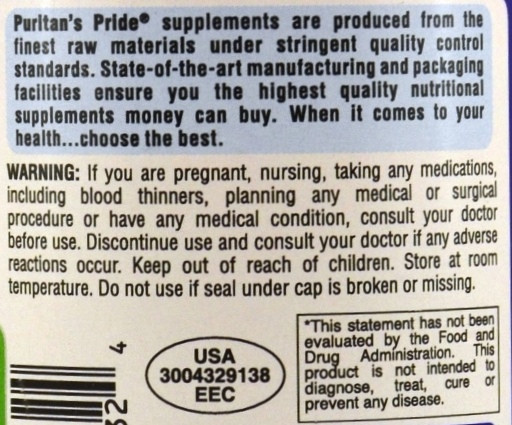 Puritan's Pride® supplements are produced from the
finest raw materials under stringent quality control
standards. State-of-the-art manufacturing and packaging
facilities ensure you the highest quality nutritional
supplements money can buy. When it comes to your
health...choose the best.
WARNING: If you are pregnant, nursing, taking any medications,
including blood thinners, planning any medical or surgical
procedure or have any medical condition, consult your doctor
before use. Discontinue use and consult your doctor if any adverse
reactions occur. Keep out of reach of children. Store at room
temperature. Do not use if seal under cap is broken or missing.
32 4
USA
3004329138
EEC
*This statement has not been
evaluated by the Food and
Drug Administration. This
product is not intended to
diagnose, treat, cure or
prevent any disease.